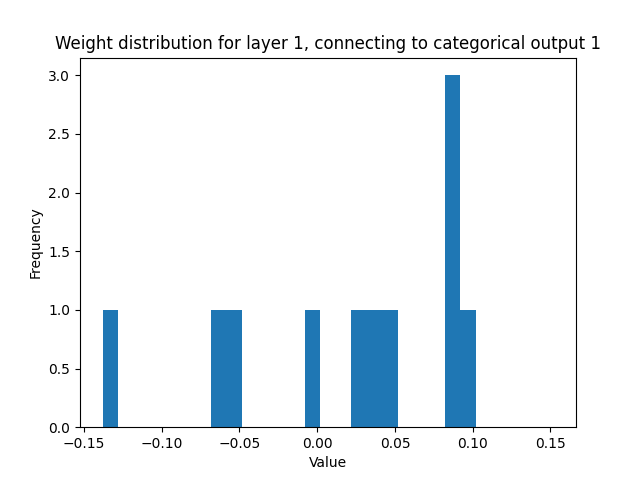 Weight distribution for layer 1, connecting to categorical output 1
3.0
2.5
2.0
1.5
1.0
0.5
0.0
Frequency
−0.15 −0.10 −0.05 0.00 0.05 0.10 0.15
Value